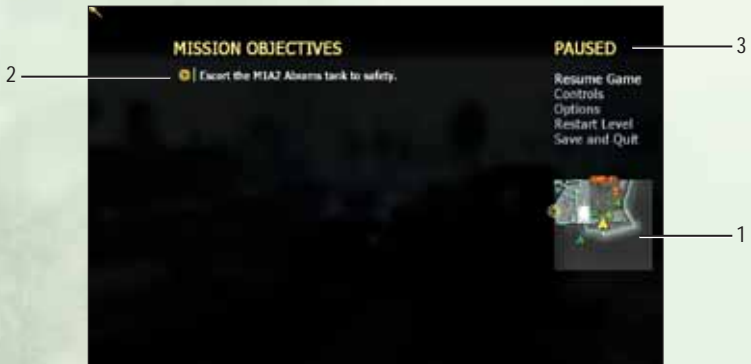 MISSION OBJECTIVES
Escort the M1A2 Abrams tank to safety.
PAUSED
Resume Game
Controls
Options
Restart Level
Save and Quit
2
3
1